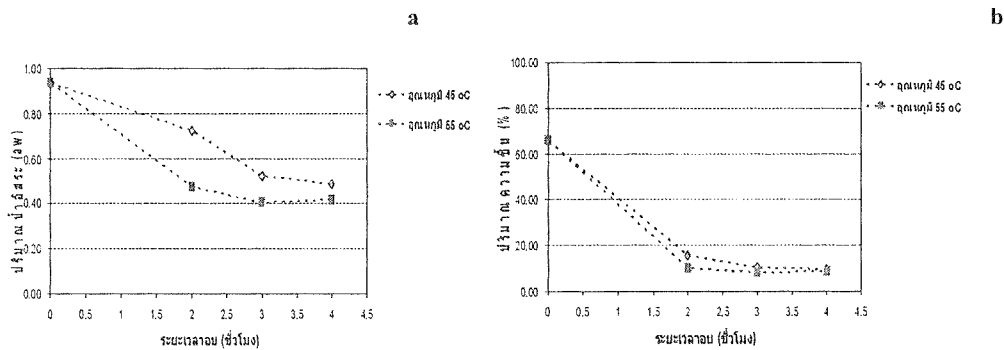 a
1.00
0.80
0.60
0.40
0.20
0.00
ปริมาณน้ำอิสระ (aw)
0 0.5 1 1.5 2 2.5 3 3.5 4 4.5
ระยะเวลาอบ (ชั่วโมง)
อุณหภูมิ 45 oC
อุณหภูมิ 55 oC
b
100.00
80.00
60.00
40.00
20.00
0.00
ปริมาณความชื้น (%)
0 0.5 1 1.5 2 2.5 3 3.5 4 4.5
ระยะเวลาอบ (ชั่วโมง)
อุณหภูมิ 45 oC
อุณหภูมิ 55 oC